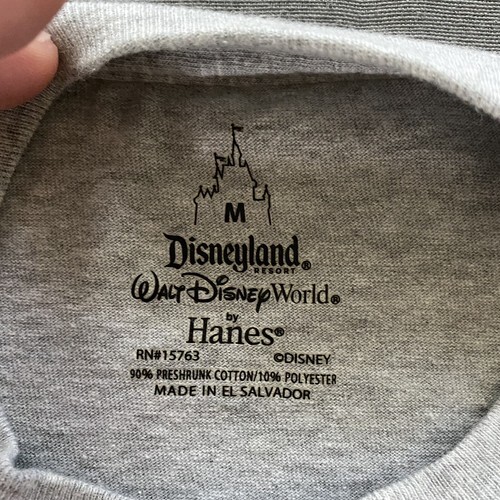 M
Disneyland®
RESORT
WALT DISNEY World®
by
Hanes®
RN#15763 ©DISNEY
90% PRESHRUNK COTTON/10% POLYESTER
MADE IN EL SALVADOR